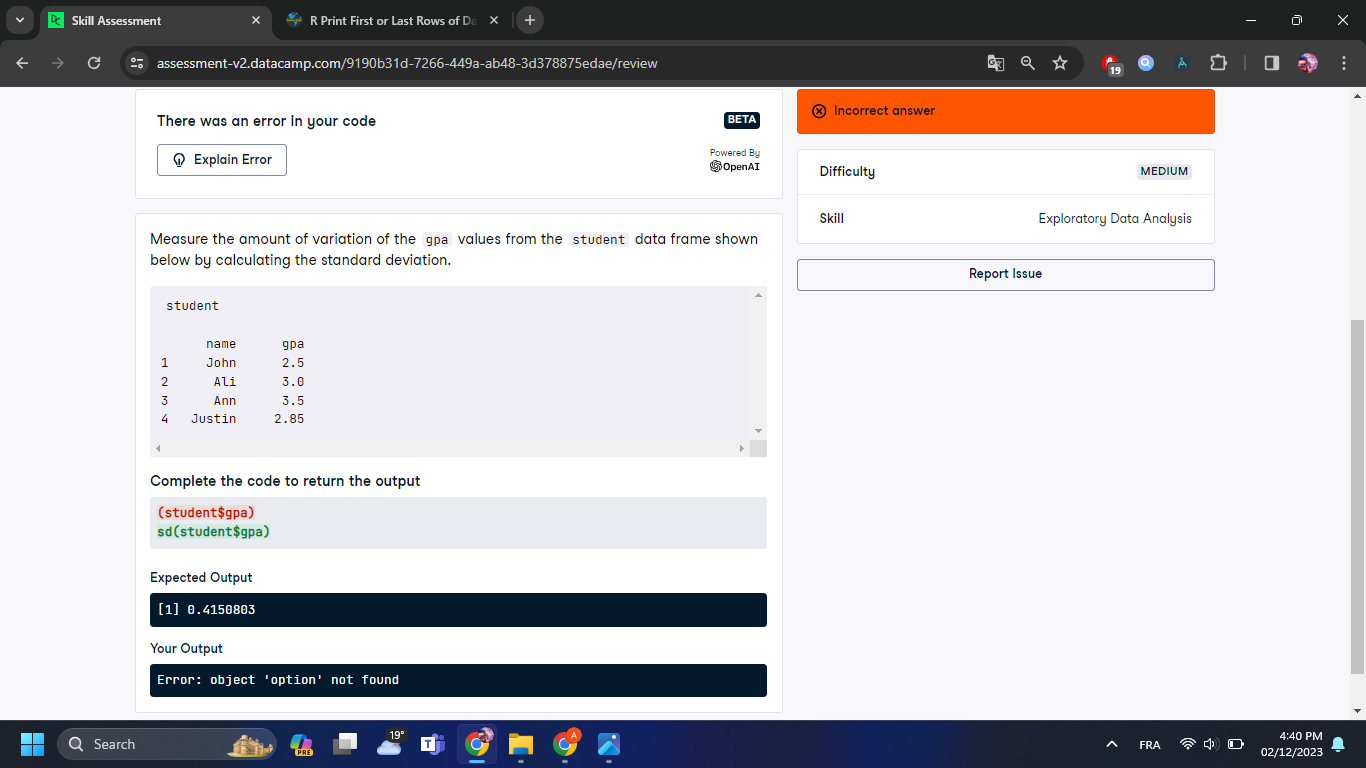 Skill Assessment
R Print First or Last Rows of Da
assessment-v2.datacamp.com/9190b31d-7266-449a-ab48-3d378875edae/review
19
There was an error in your code
BETA
Explain Error
Powered By
OpenAI
Incorrect answer
Difficulty
MEDIUM
Skill
Exploratory Data Analysis
Report Issue
Measure the amount of variation of the gpa values from the student data frame shown
below by calculating the standard deviation.
student
name gpa
1 John 2.5
2 Ali 3.0
3 Ann 3.5
4 Justin 2.85
Complete the code to return the output
(student$gpa)
sd(student$gpa)
Expected Output
[1] 0.4150803
Your Output
Error: object 'option' not found
Search
PRE
19°
A
FRA
4:40 PM
02/12/2023